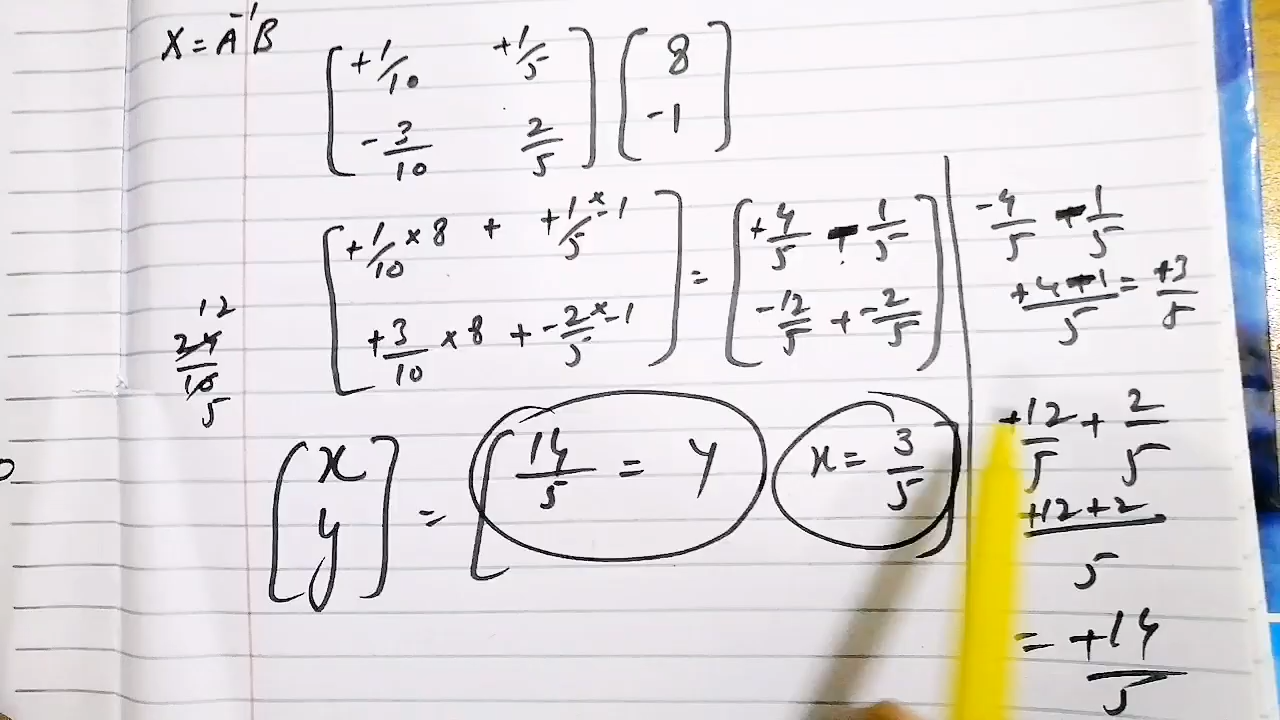 X = A⁻¹B
[ +1/10 +1/5 ] [ 8 ]
[ -3/10 2/5 ] [ -1 ]
[ +1/10 × 8 + +1/5 × -1 ] = [ +4/5 - 1/5 ]
[ +3/10 × 8 + -2/5 × -1 ] [ -12/5 + -2/5 ]
12
24/10
5
[ x ] = [ 14/5 = y x = 3/5 ]
[ y ]
-4/5 - 1/5
+4-1/5 = +3/5
+12/5 + 2/5
+12+2/5
= +14/5